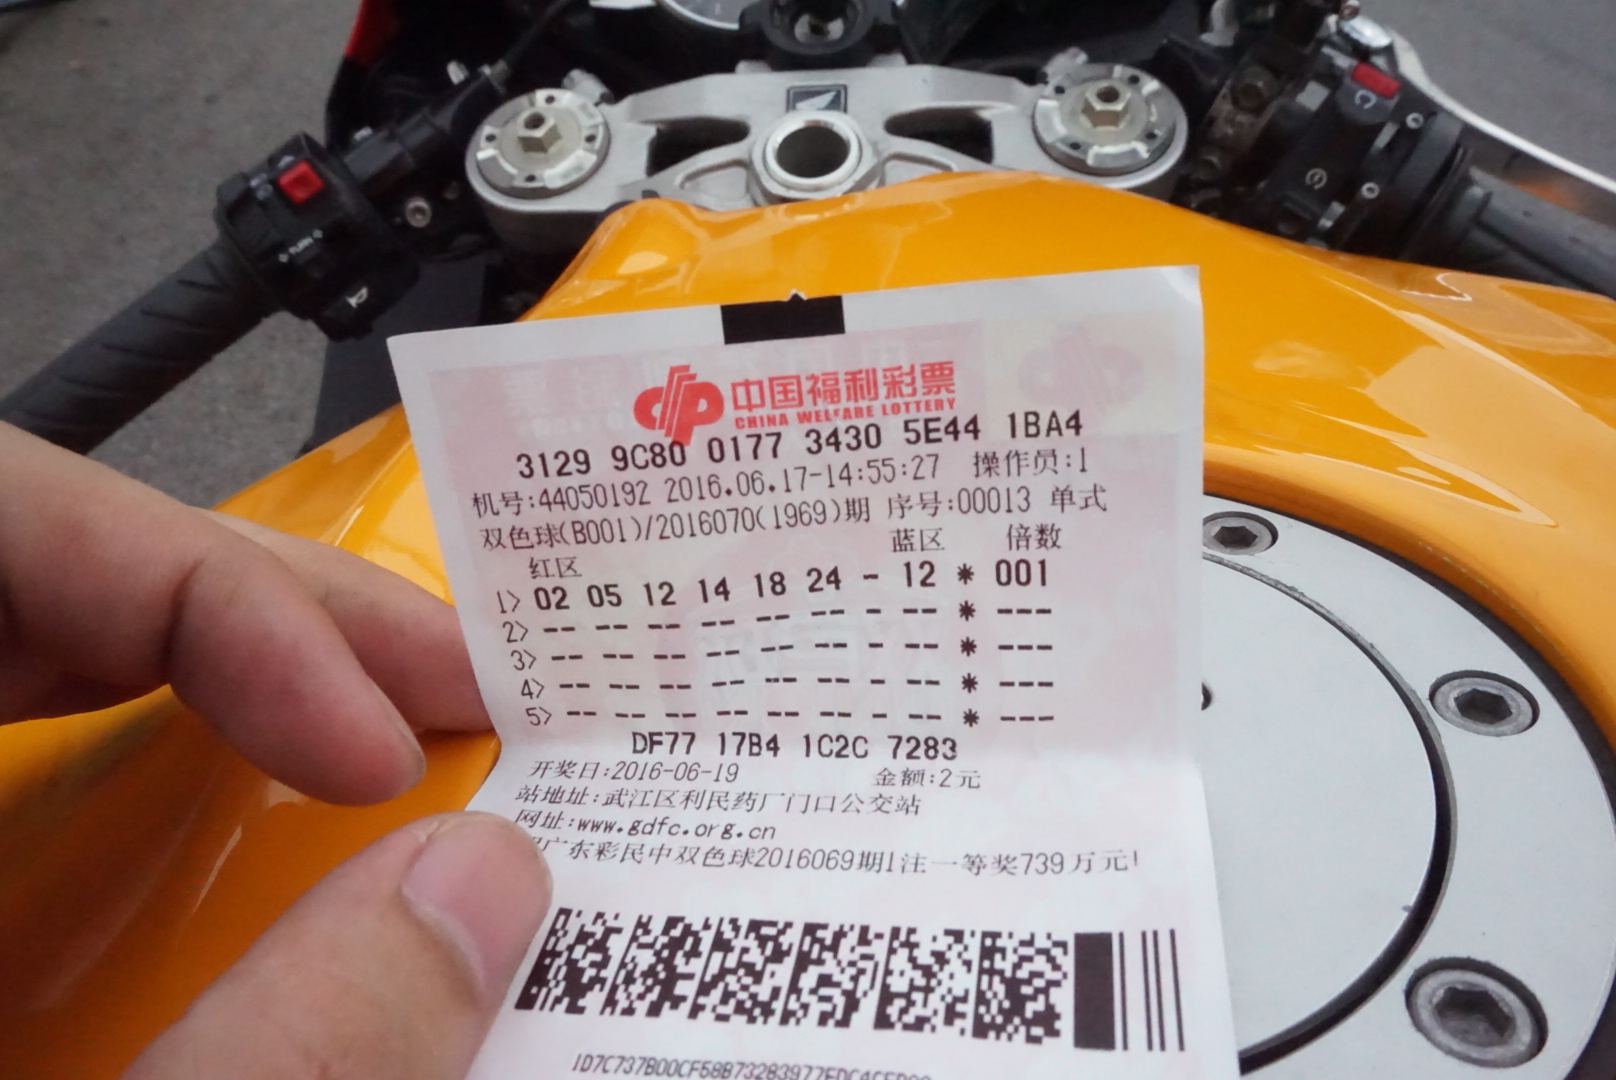 中国福利彩票
CHINA WELFARE LOTTERY
3129 9C80 0177 3430 5E44 1BA4
机号:44050192 2016.06.17-14:55:27 操作员:1
双色球(B001)/2016070(1969)期 序号:00013 单式
红区 蓝区 倍数
1> 02 05 12 14 18 24 - 12 * 001
2> -- -- -- -- -- -- - -- * ---
3> -- -- -- -- -- -- - -- * ---
4> -- -- -- -- -- -- - -- * ---
5> -- -- -- -- -- -- - -- * ---
DF77 17B4 1C2C 7283
开奖日:2016-06-19 金额:2元
站地址:武江区利民药厂门口公交站
网址:www.gdfc.org.cn
广东彩民中双色球2016069期1注一等奖739万元!